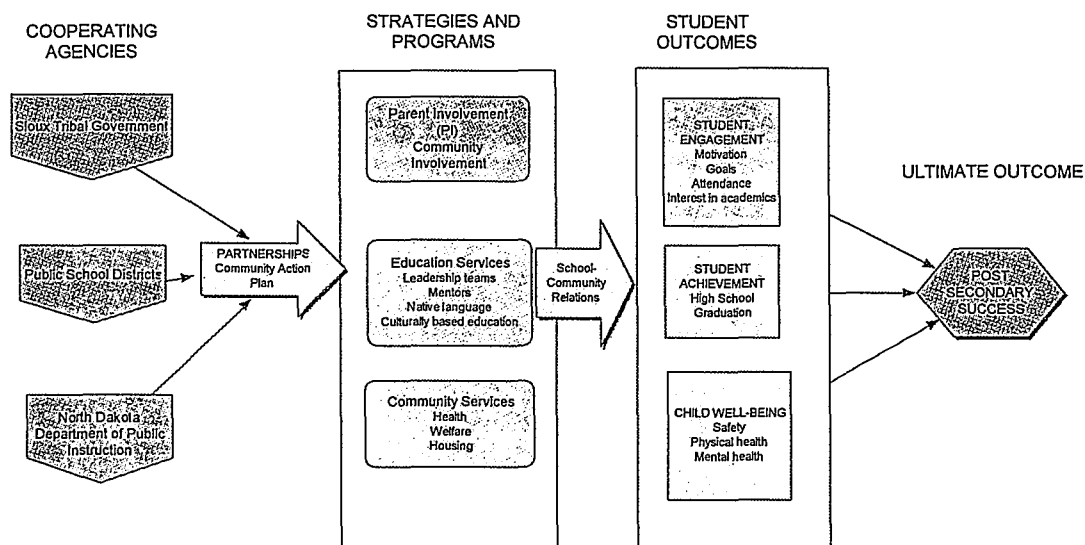 COOPERATING
AGENCIES
Sioux Tribal Government
Public School Districts
North Dakota
Department of Public
Instruction
PARTNERSHIPS
Community Action
Plan
STRATEGIES AND
PROGRAMS
Parent Involvement
(PI)
Community
Involvement
Education Services
Leadership teams
Mentors
Native language
Culturally based education
Community Services
Health
Welfare
Housing
School-
Community
Relations
STUDENT
OUTCOMES
STUDENT
ENGAGEMENT
Motivation
Goals
Attendance
Interest in academics
STUDENT
ACHIEVEMENT
High School
Graduation
CHILD WELL-BEING
Safety
Physical health
Mental health
ULTIMATE OUTCOME
POST
SECONDARY
SUCCESS